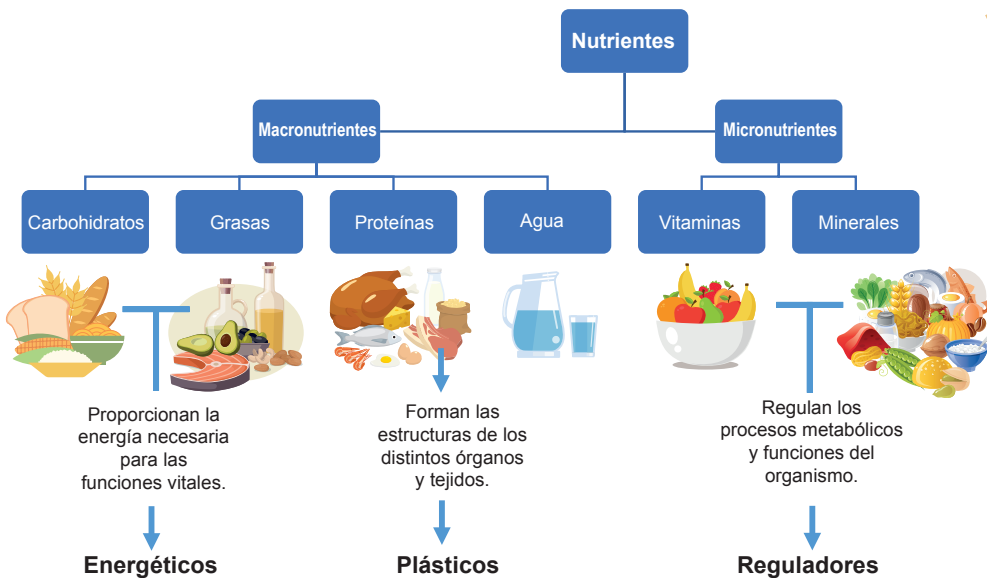 Nutrientes
Macronutrientes
Micronutrientes
Carbohidratos
Grasas
Proteínas
Agua
Vitaminas
Minerales
Proporcionan la
energía necesaria
para las
funciones vitales.
Forman las
estructuras de los
distintos órganos
y tejidos.
Regulan los
procesos metabólicos
y funciones del
organismo.
Energéticos
Plásticos
Reguladores